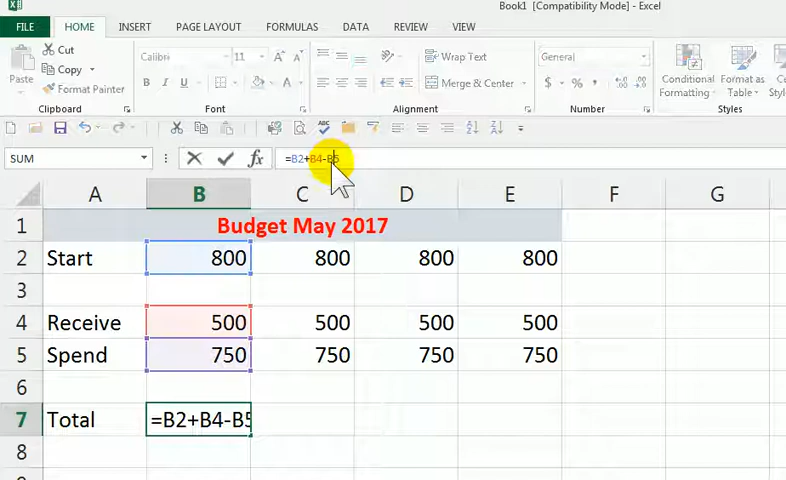 Book1 [Compatibility Mode] - Excel
FILE HOME INSERT PAGE LAYOUT FORMULAS DATA REVIEW VIEW
Cut
Calibri 11 Wrap Text General
Paste Copy
Format Painter B I U Merge & Center $ % Conditional Formatting Format as Table
Clipboard Font Alignment Number Styles
SUM =B2+B4-B5
A B C D E F G
1 Budget May 2017
2 Start 800 800 800 800
3
4 Receive 500 500 500 500
5 Spend 750 750 750 750
6
7 Total =B2+B4-B5
8